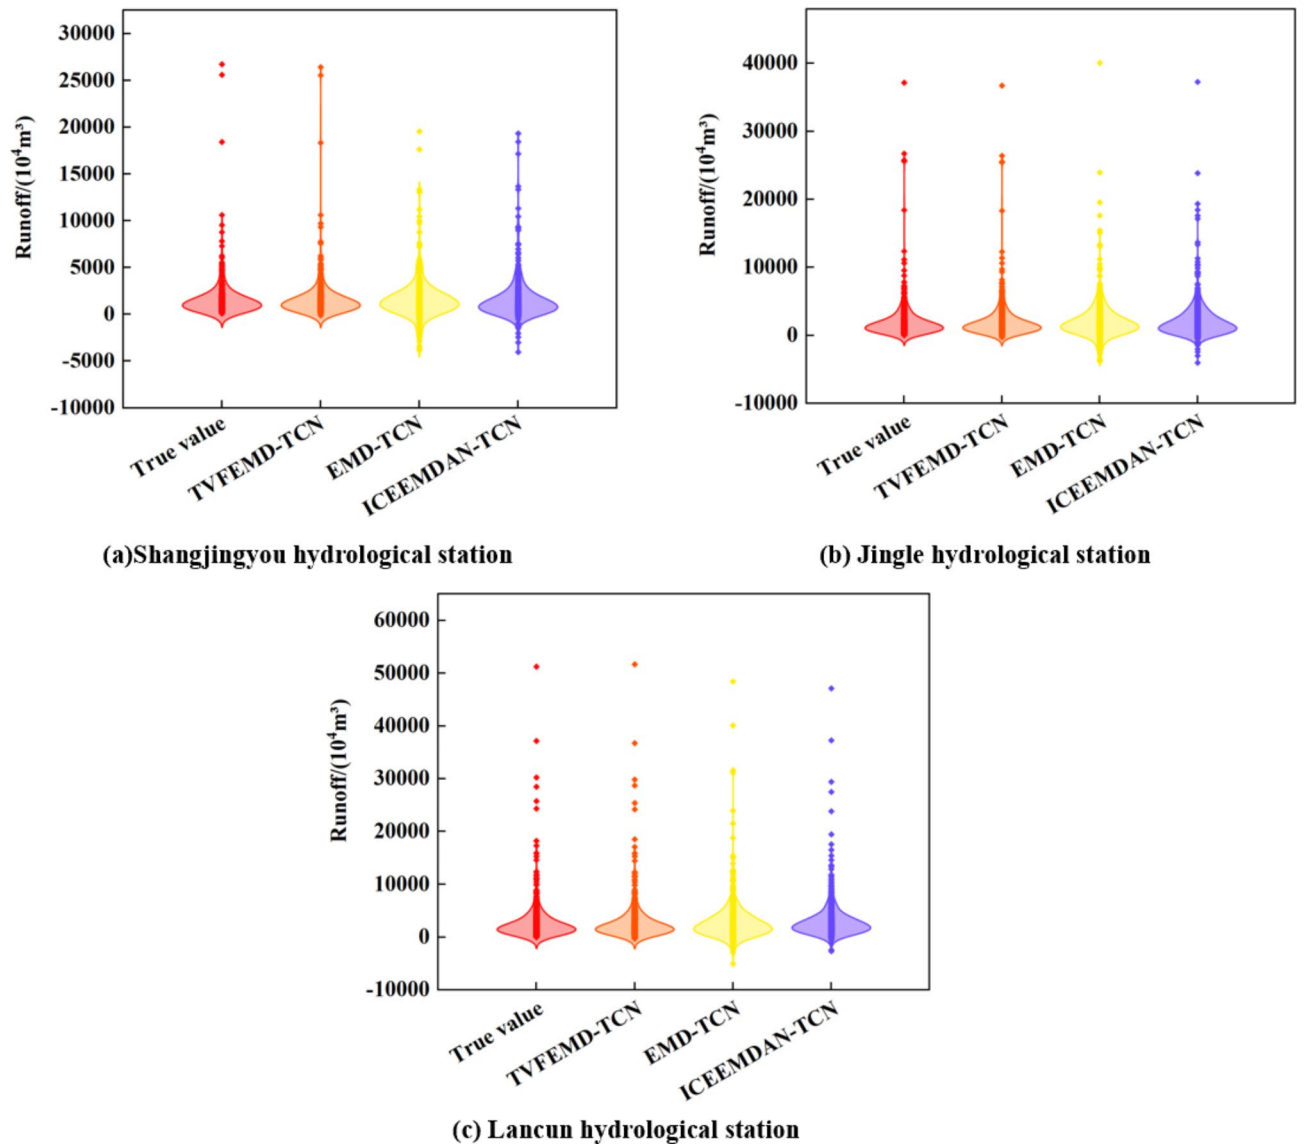 30000
25000
20000
15000
10000
5000
0
-5000
-10000
Runoff/(10⁴m³)
True value
TVFEMD-TCN
EMD-TCN
ICEEMDAN-TCN
(a)Shangjingyou hydrological station
40000
30000
20000
10000
0
-10000
Runoff/(10⁴m³)
True value
TVFEMD-TCN
EMD-TCN
ICEEMDAN-TCN
(b) Jingle hydrological station
60000
50000
40000
30000
20000
10000
0
-10000
Runoff/(10⁴m³)
True value
TVFEMD-TCN
EMD-TCN
ICEEMDAN-TCN
(c) Lancun hydrological station